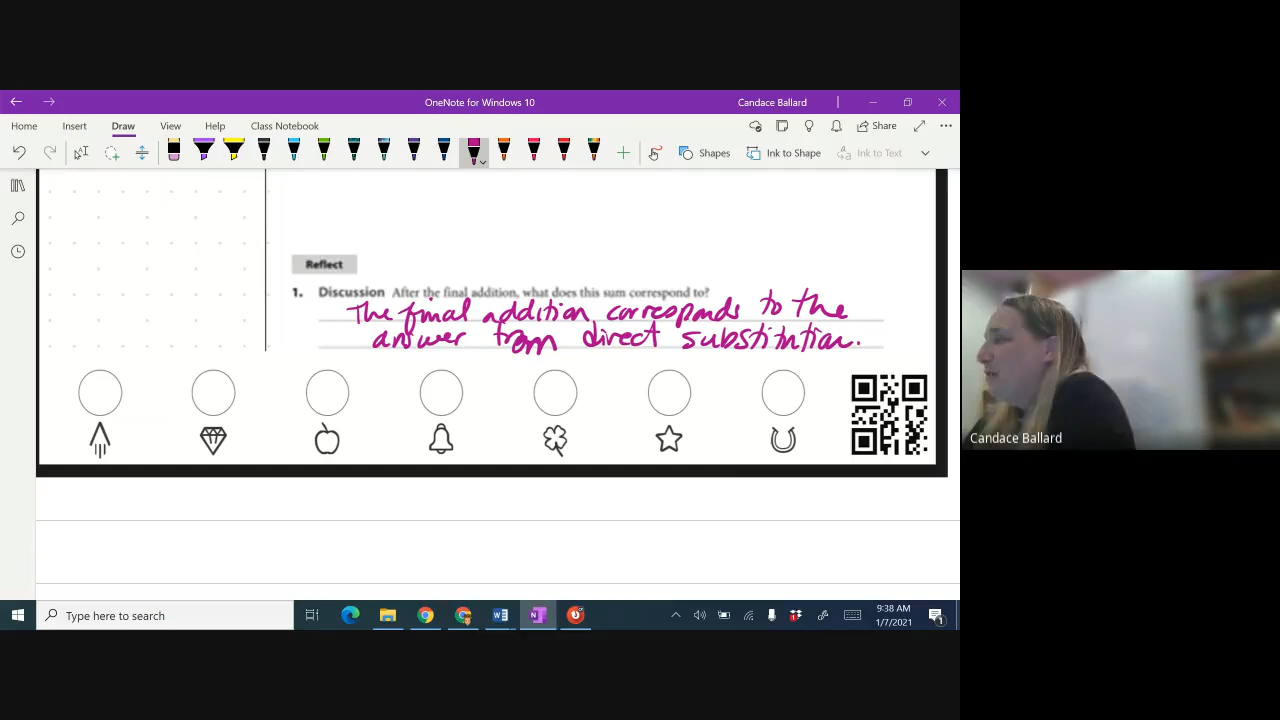 OneNote for Windows 10
Candace Ballard
Home Insert Draw View Help Class Notebook Share
Shapes Ink to Shape Ink to Text
Reflect
1. Discussion After the final addition, what does this sum correspond to?
The final addition corresponds to the
answer from direct substitution.
Candace Ballard
Type here to search
9:38 AM
1/7/2021
1